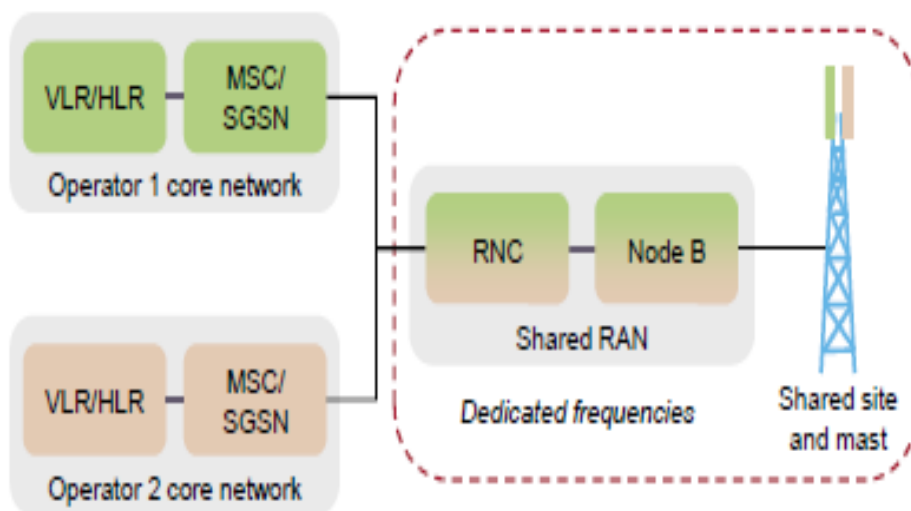 VLR/HLR
MSC/
SGSN
Operator 1 core network
RNC
Node B
Shared RAN
VLR/HLR
MSC/
SGSN
Operator 2 core network
Dedicated frequencies
Shared site
and mast